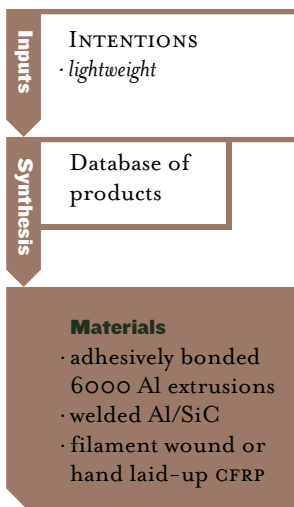 Inputs
INTENTIONS
· lightweight
Synthesis
Database of
products
Materials
· adhesively bonded
6000 Al extrusions
· welded Al/SiC
· filament wound or
hand laid-up CFRP